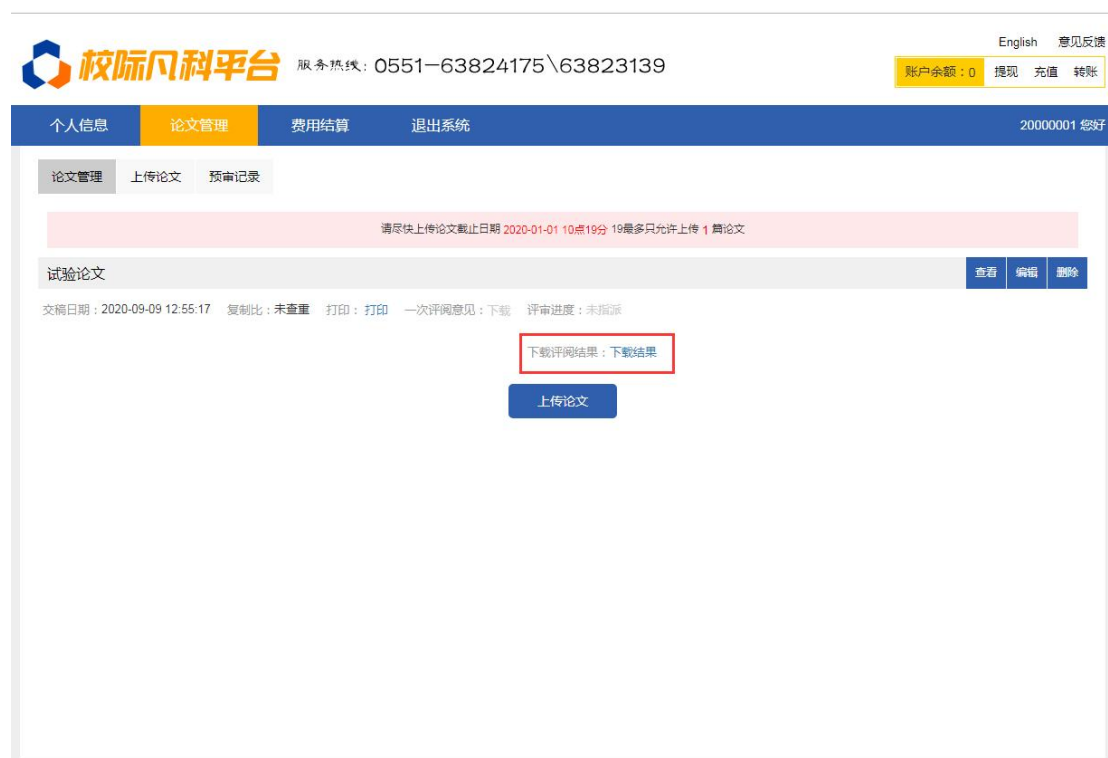 English 意见反馈
校际凡科平台 服务热线: 0551-63824175\63823139
账户余额：0 提现 充值 转账
个人信息 论文管理 费用结算 退出系统 20000001 您好
论文管理 上传论文 预审记录
请尽快上传论文截止日期 2020-01-01 10点19分 19最多只允许上传 1 篇论文
试验论文 查看 编辑 删除
交稿日期：2020-09-09 12:55:17 复制比：未查重 打印：打印 一次评阅意见：下载 评审进度：未指派
下载评阅结果：下载结果
上传论文